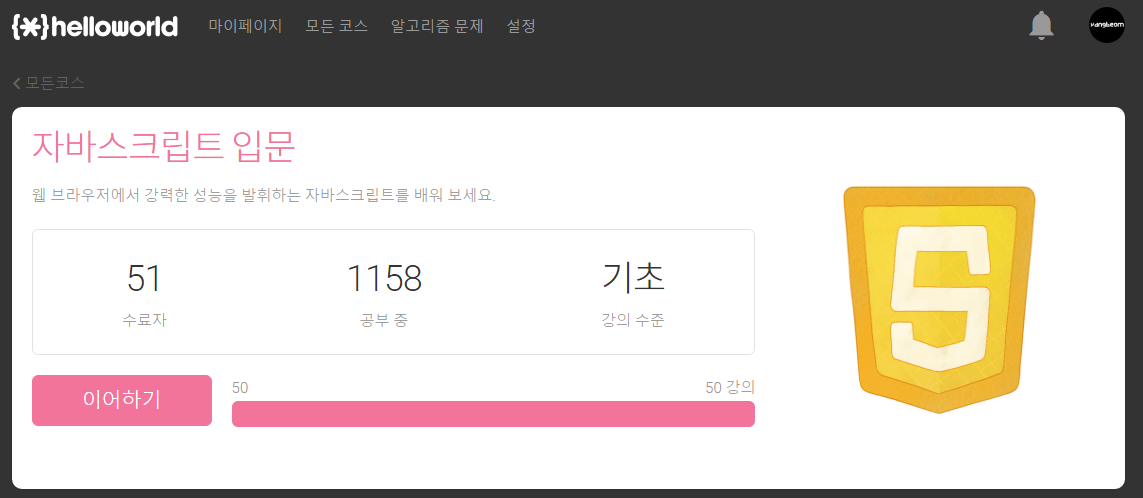 {*}helloworld 마이페이지 모든 코스 알고리즘 문제 설정
yangbeom
모든코스
자바스크립트 입문
웹 브라우저에서 강력한 성능을 발휘하는 자바스크립트를 배워 보세요.
51 1158 기초
수료자 공부 중 강의 수준
50 50 강의
이어하기
5